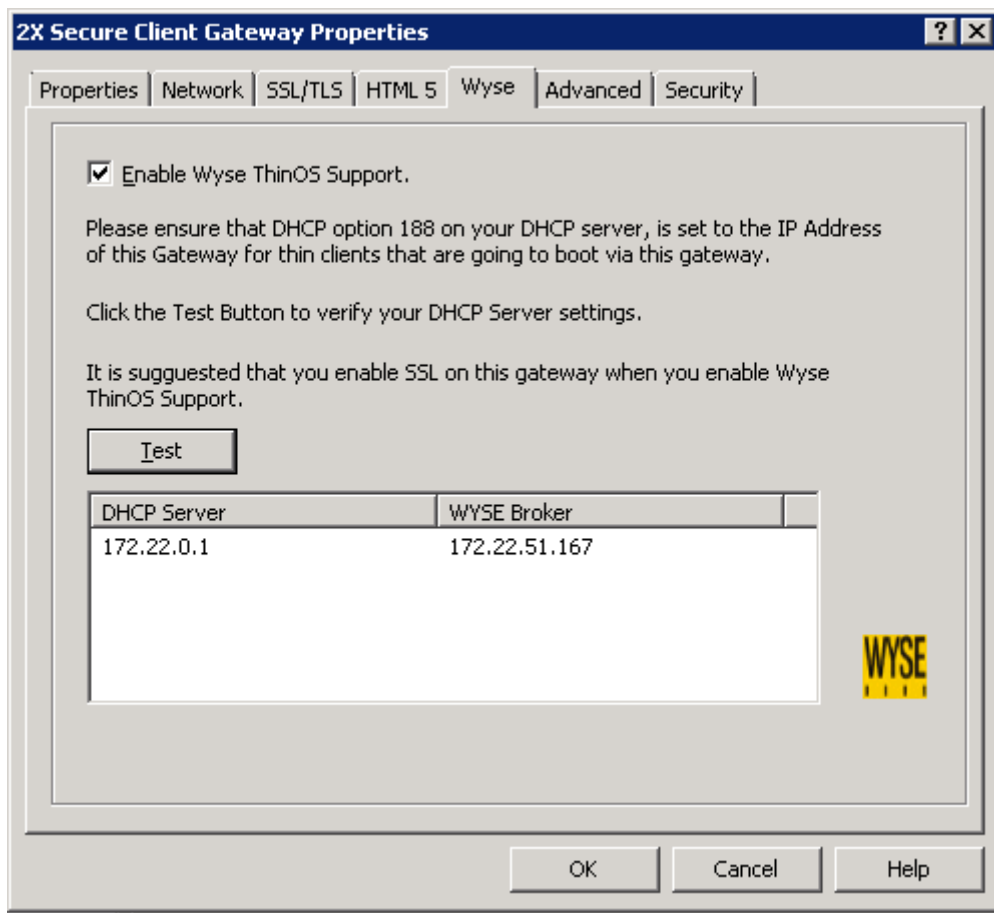 2X Secure Client Gateway Properties
Properties Network SSL/TLS HTML 5 Wyse Advanced Security
Enable Wyse ThinOS Support.
Please ensure that DHCP option 188 on your DHCP server, is set to the IP Address
of this Gateway for thin clients that are going to boot via this gateway.
Click the Test Button to verify your DHCP Server settings.
It is sugguested that you enable SSL on this gateway when you enable Wyse
ThinOS Support.
Test
DHCP Server WYSE Broker
172.22.0.1 172.22.51.167
WYSE
OK Cancel Help